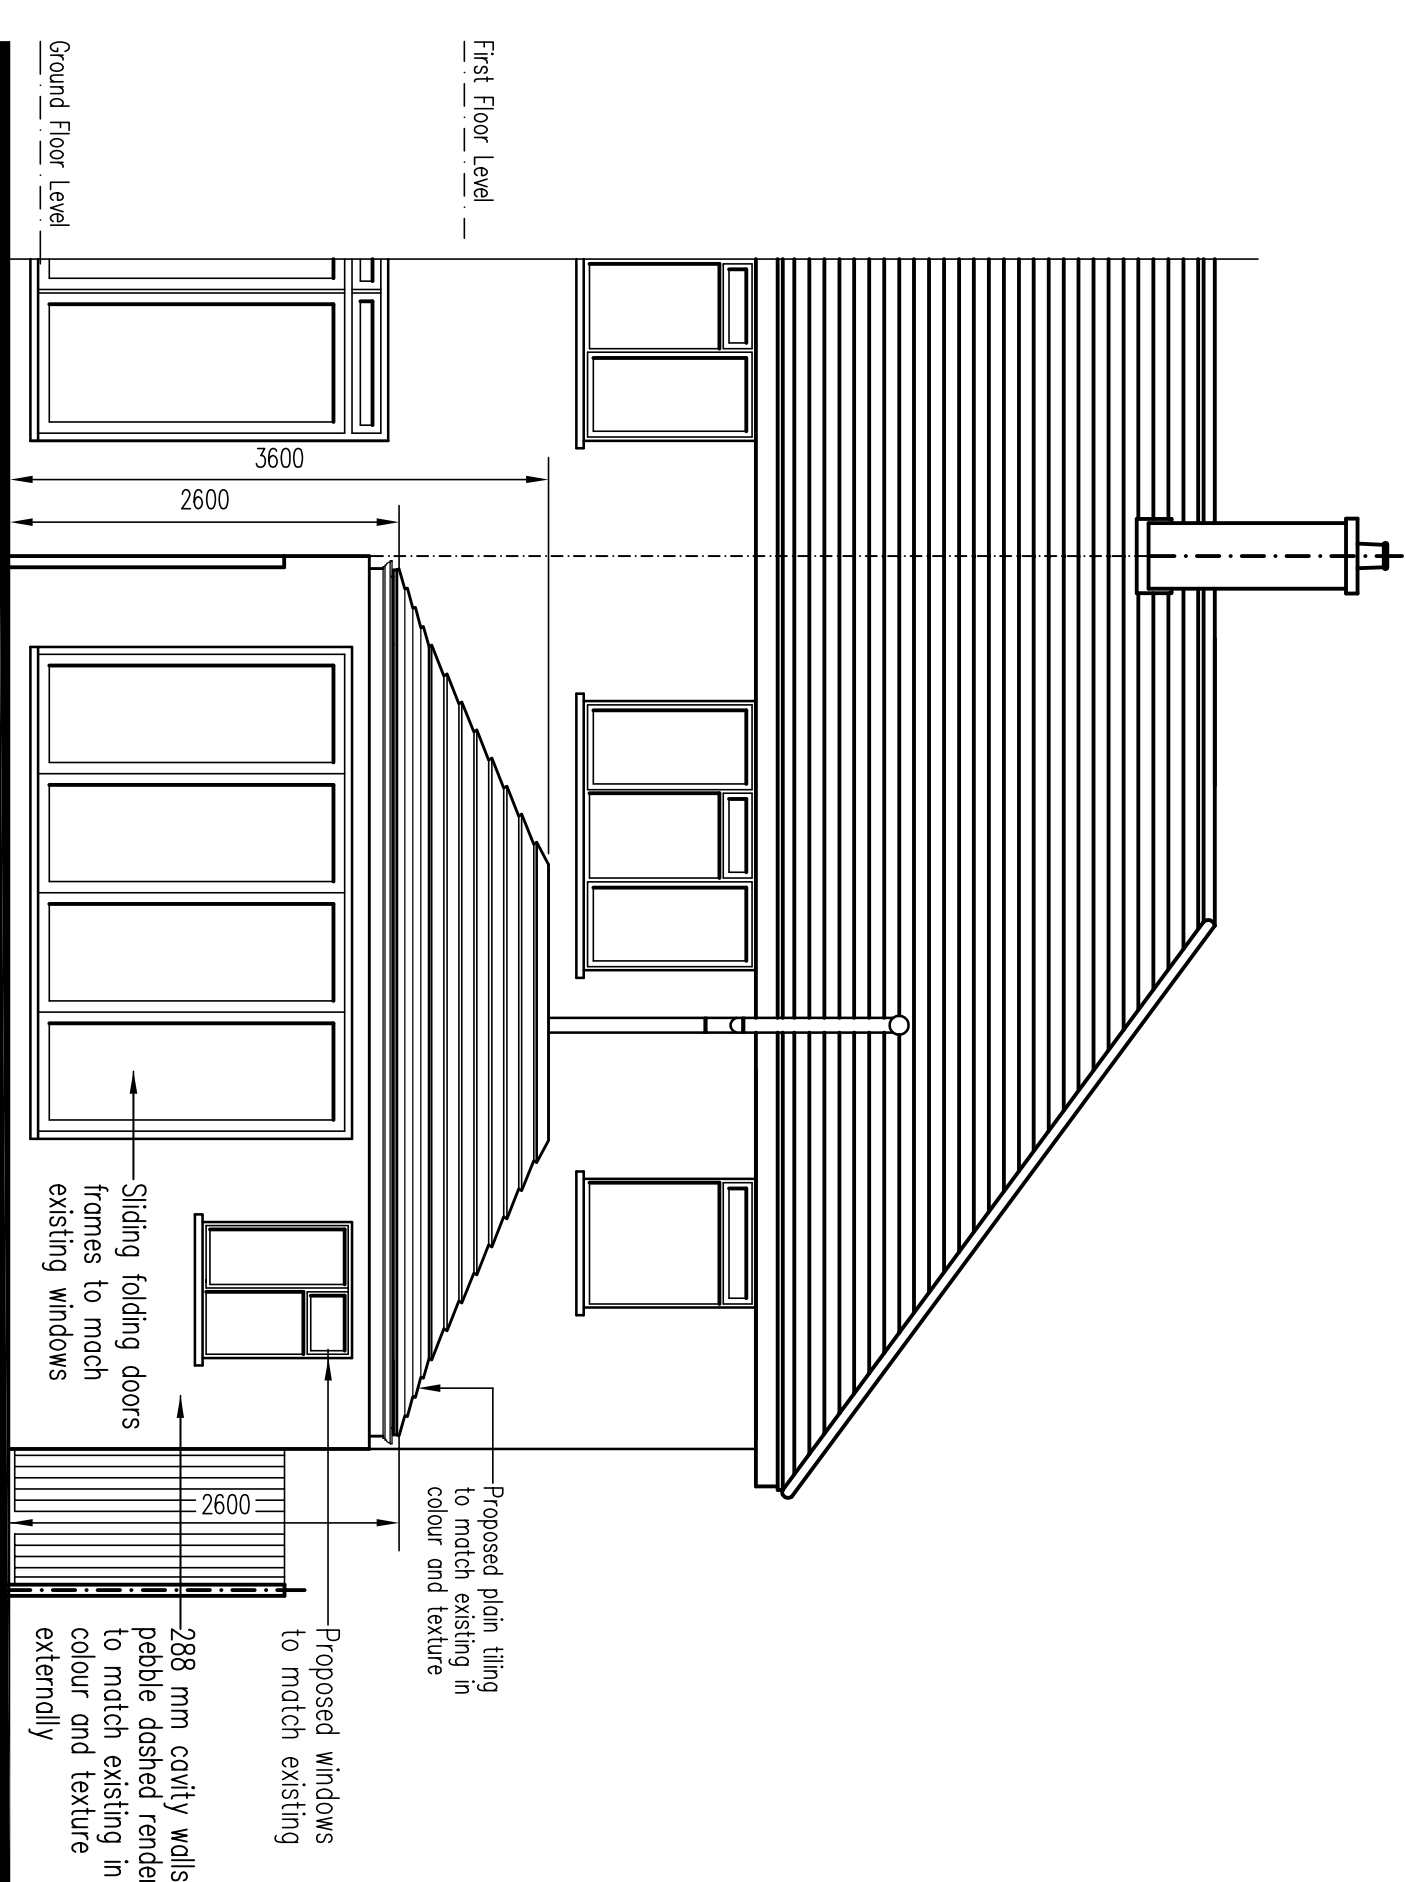 First Floor Level
Ground Floor Level
3600
2600
2600
Proposed plain tiling
to match existing in
colour and texture
Proposed windows
to match existing
Sliding folding doors
frames to mach
existing windows
288 mm cavity walls
pebble dashed render
to match existing in
colour and texture
externally